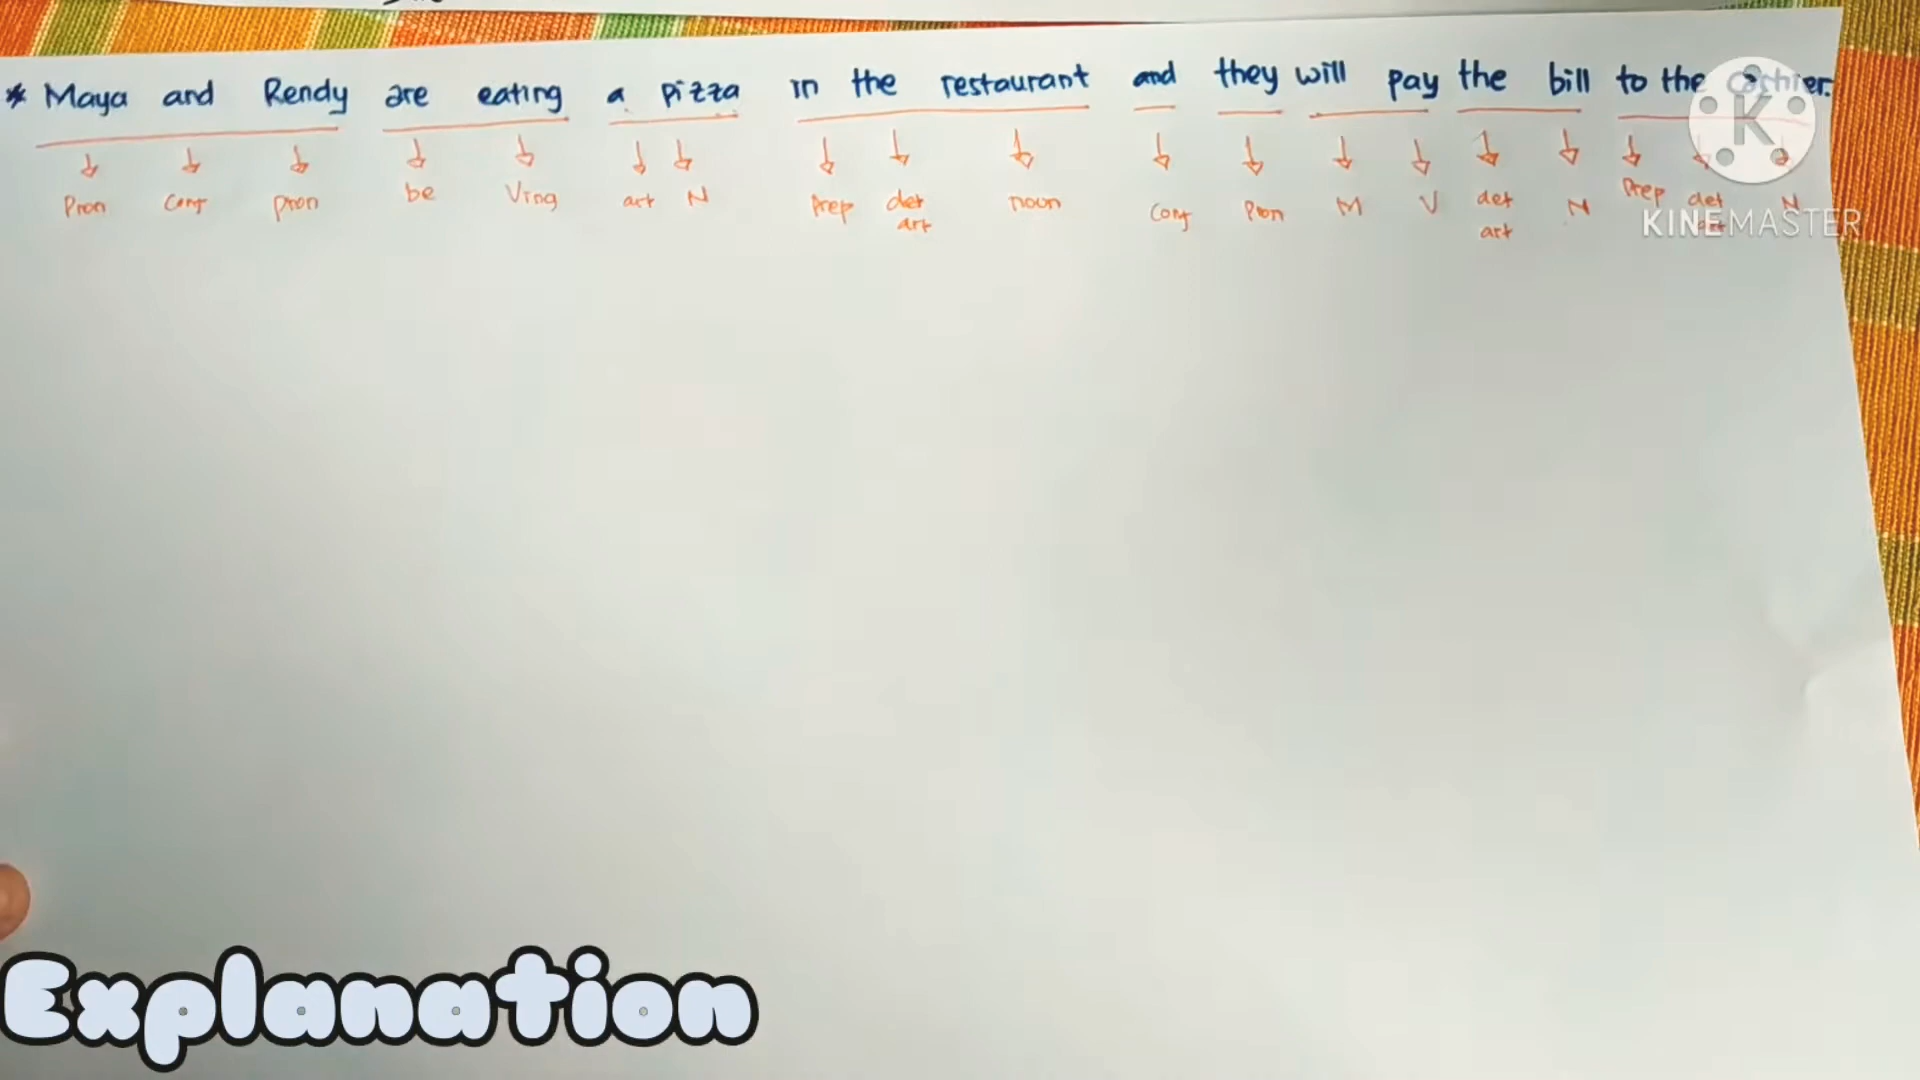 * Maya and Rendy are eating a pizza in the restaurant and they will pay the bill to the cashier.
Pron Conj pron be Ving art N Prep det noun Conj Pron M V det N Prep det N
art art
KINEMASTER
Explanation